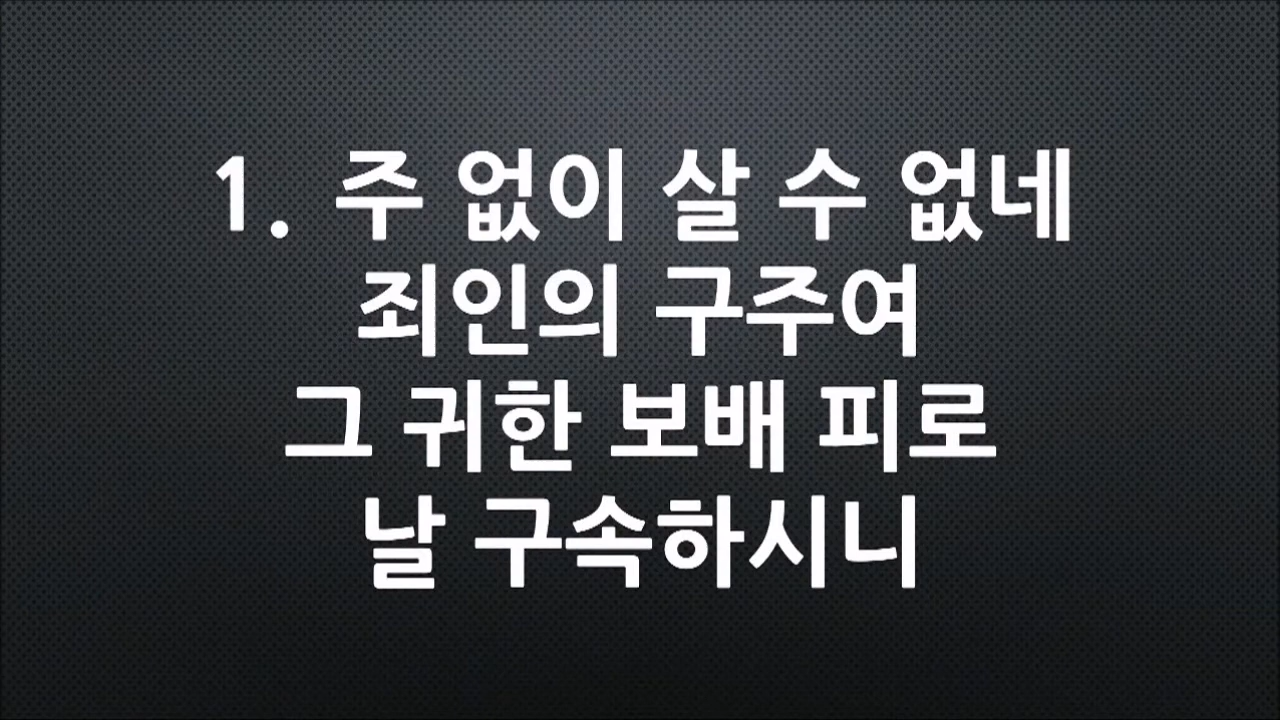 1. 주 없이 살 수 없네
죄인의 구주여
그 귀한 보배 피로
날 구속하시니